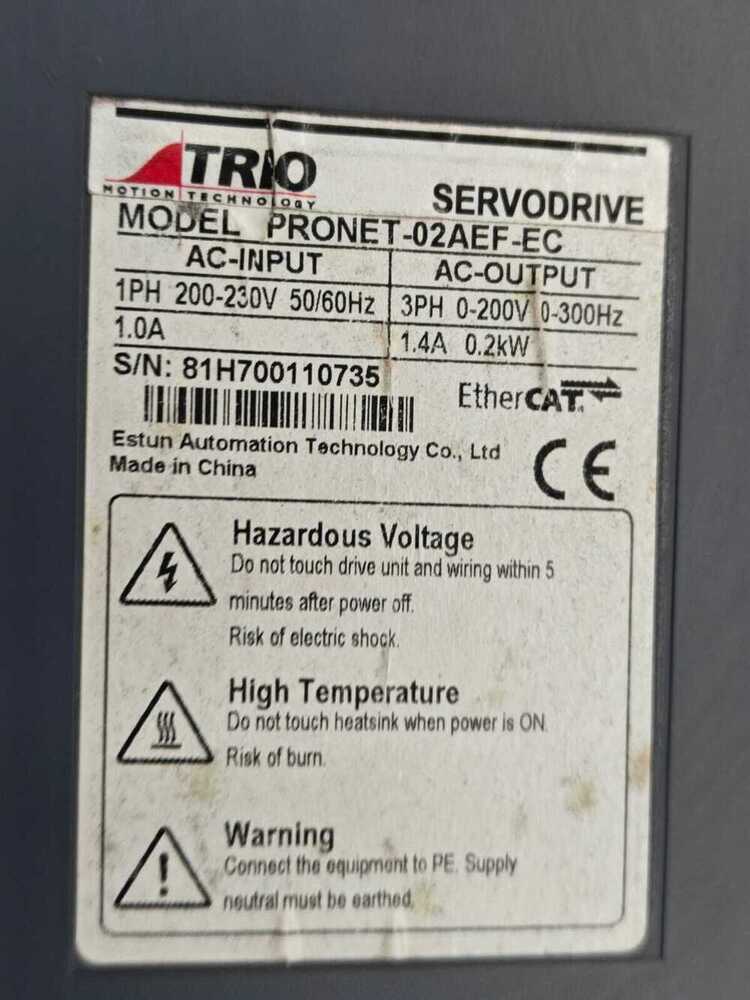 TRIO
MOTION TECHNOLOGY
SERVODRIVE
MODEL PRONET-02AEF-EC
AC-INPUT AC-OUTPUT
1PH 200-230V 50/60Hz 3PH 0-200V 0-300Hz
1.0A 1.4A 0.2kW
S/N: 81H700110735
EtherCAT
Estun Automation Technology Co., Ltd
Made in China
CE
Hazardous Voltage
Do not touch drive unit and wiring within 5
minutes after power off.
Risk of electric shock.
High Temperature
Do not touch heatsink when power is ON.
Risk of burn.
Warning
Connect the equipment to PE. Supply
neutral must be earthed.